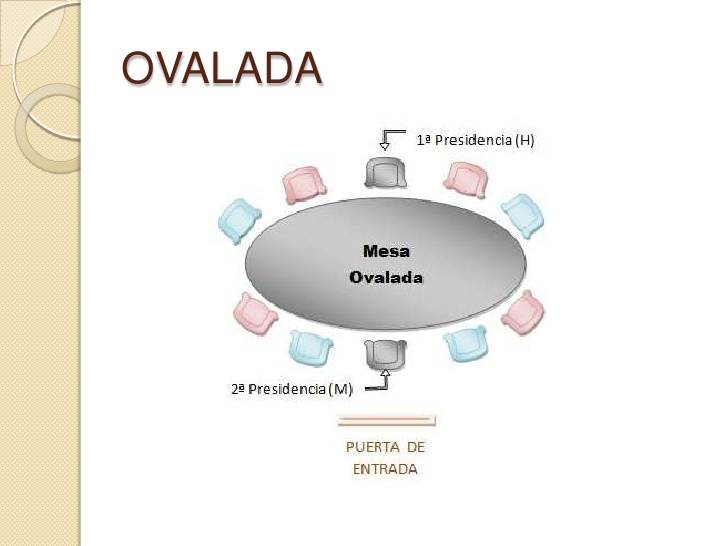 OVALADA
1ª Presidencia (H)
Mesa
Ovalada
2ª Presidencia (M)
PUERTA DE
ENTRADA